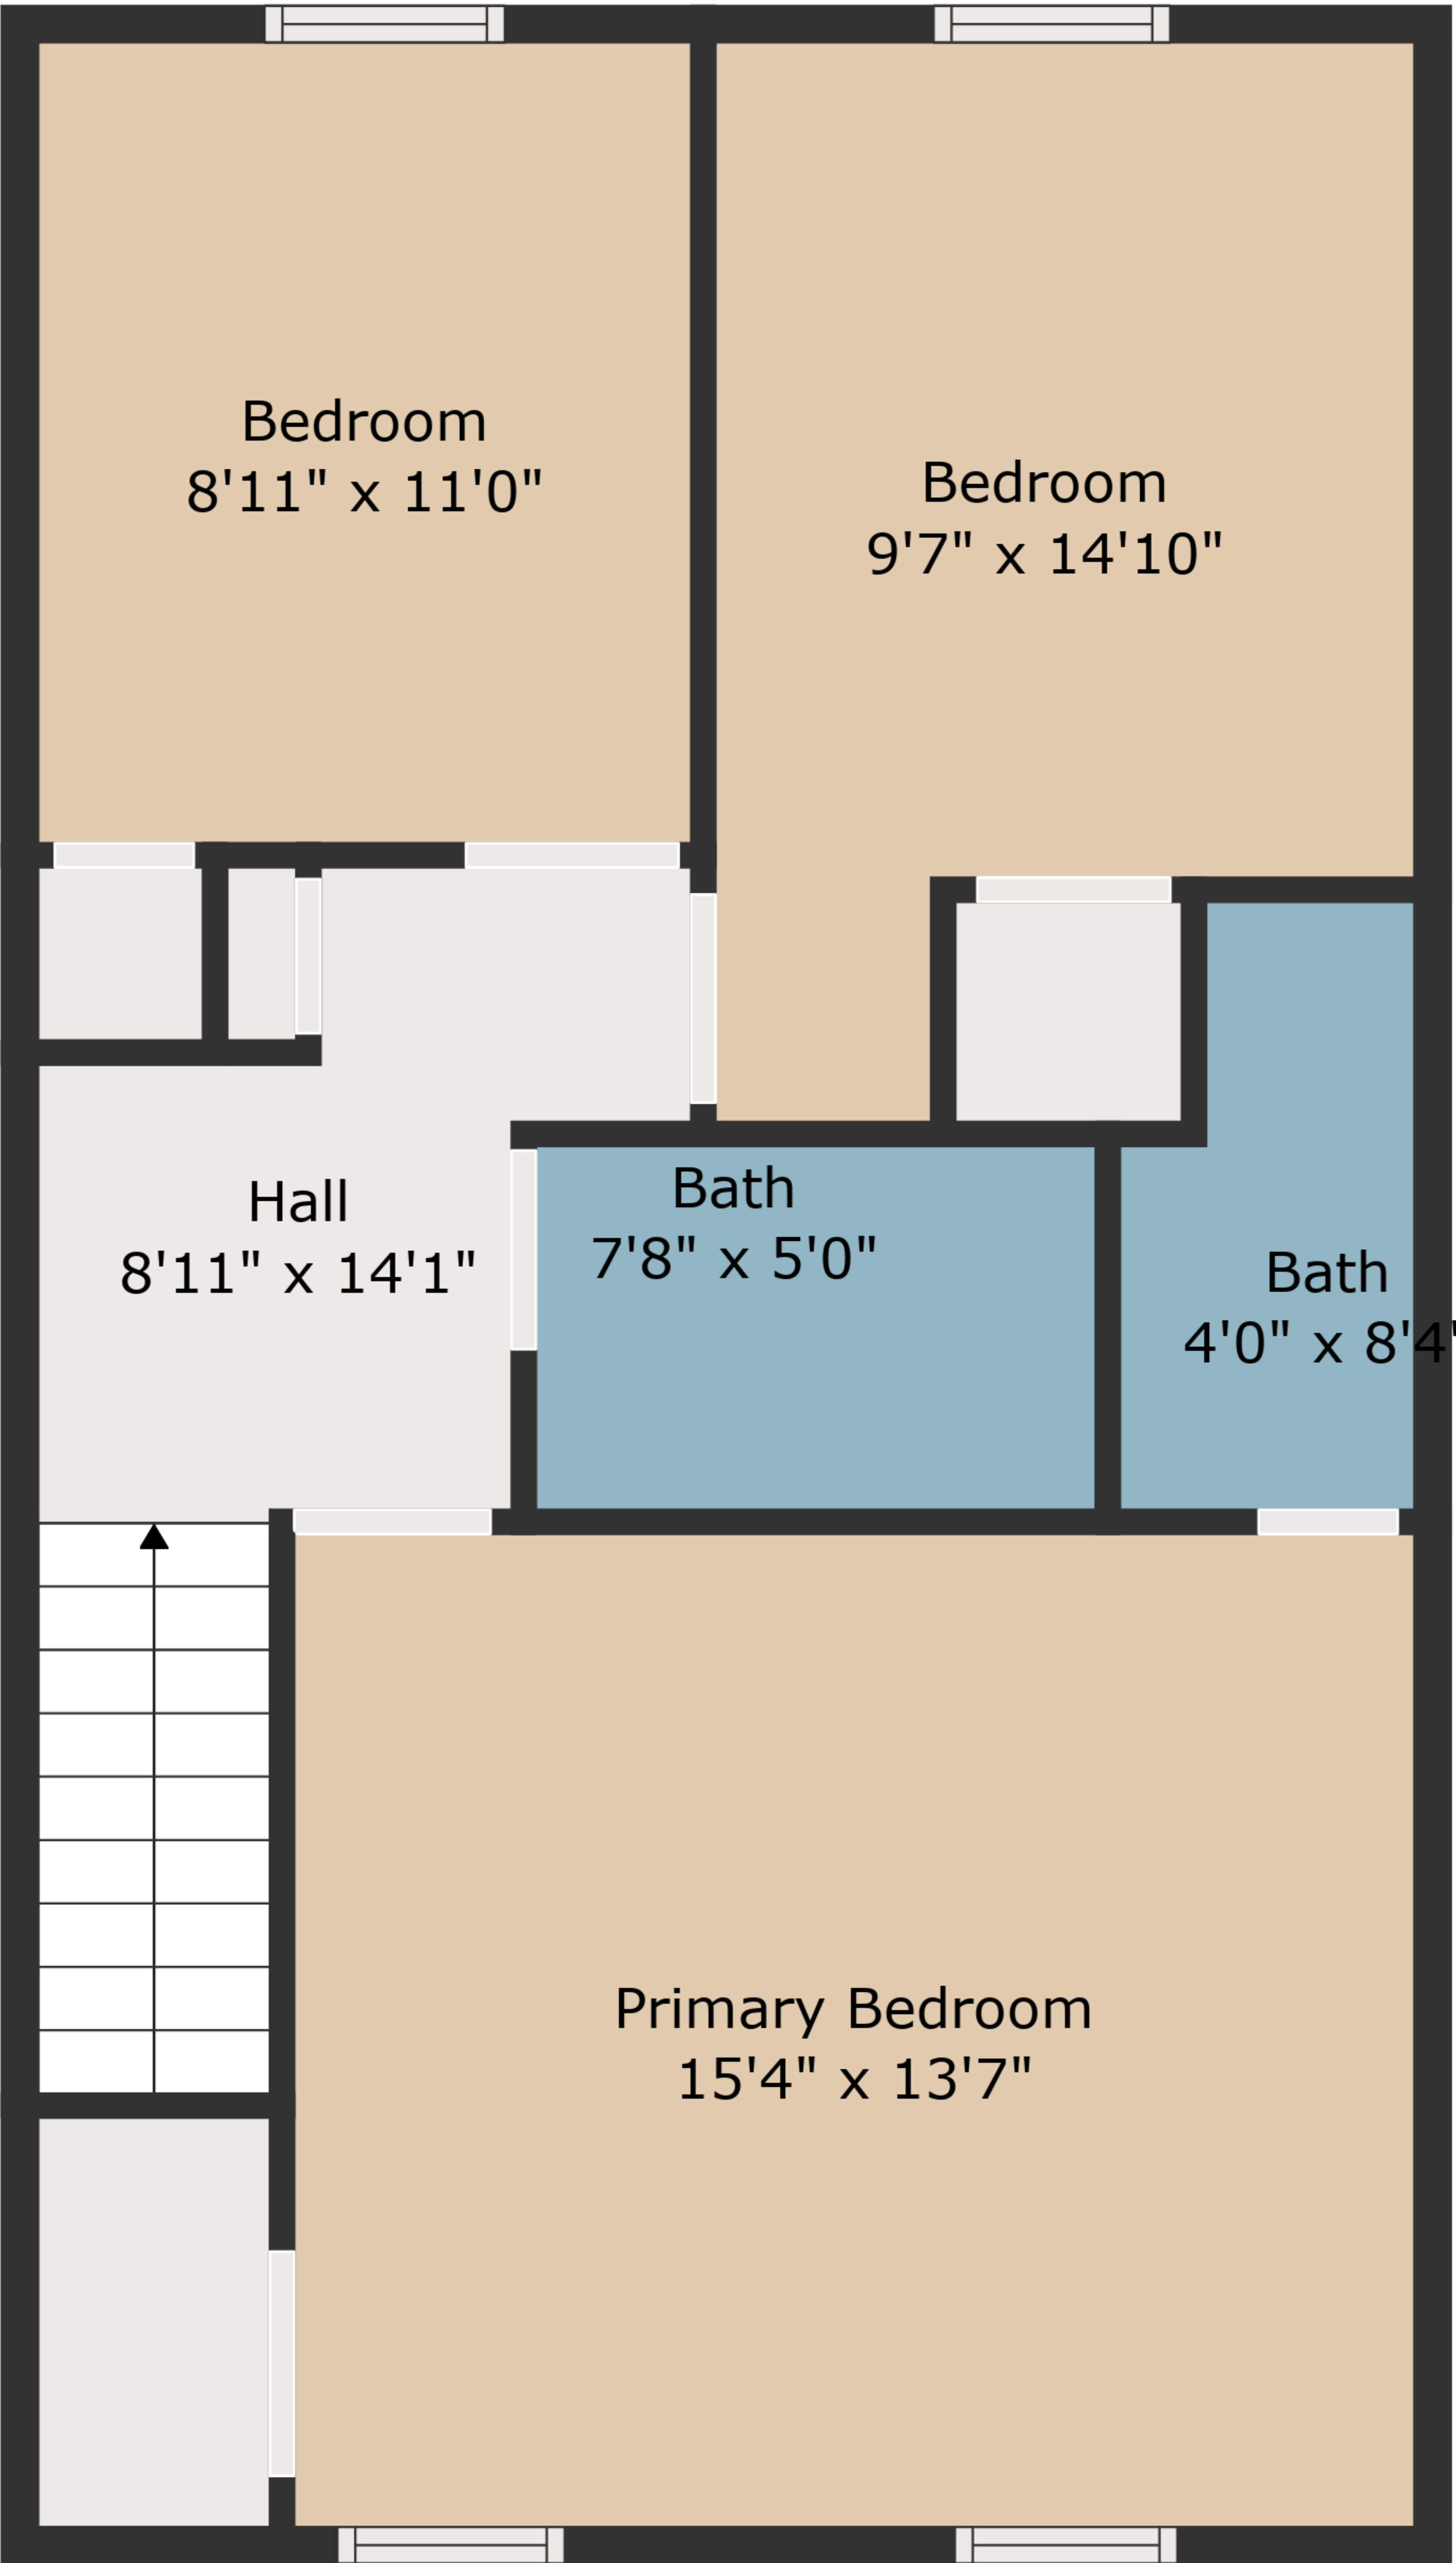 Bedroom
8'11" x 11'0"
Bedroom
9'7" x 14'10"
Hall
8'11" x 14'1"
Bath
7'8" x 5'0"
Bath
4'0" x 8'4"
Primary Bedroom
15'4" x 13'7"